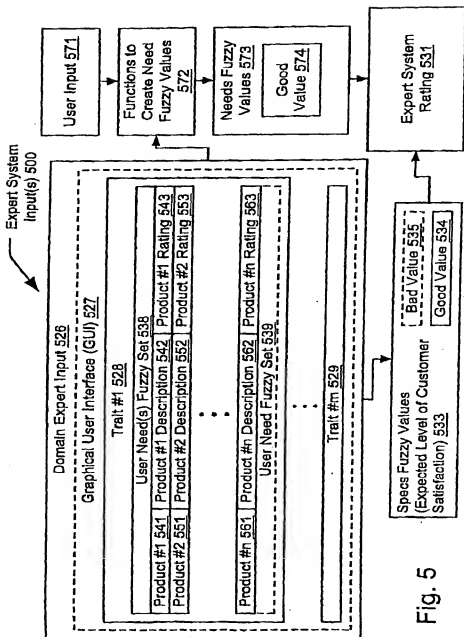 Expert System
Input(s) 500
Domain Expert Input 526
Graphical User Interface (GUI) 527
Trait #1 528
User Need(s) Fuzzy Set 538
Product #1 541 Product #1 Description 542 Product #1 Rating 543
Product #2 551 Product #2 Description 552 Product #2 Rating 553
Product #n 561 Product #n Description 562 Product #n Rating 563
User Need Fuzzy Set 539
Trait #m 529
User Input 571
Functions to
Create Need
Fuzzy Values
572
Needs Fuzzy
Values 573
Good
Value 574
Specs Fuzzy Values
(Expected Level of Customer
Satisfaction) 533
Bad Value 535
Good Value 534
Expert System
Rating 531
Fig. 5